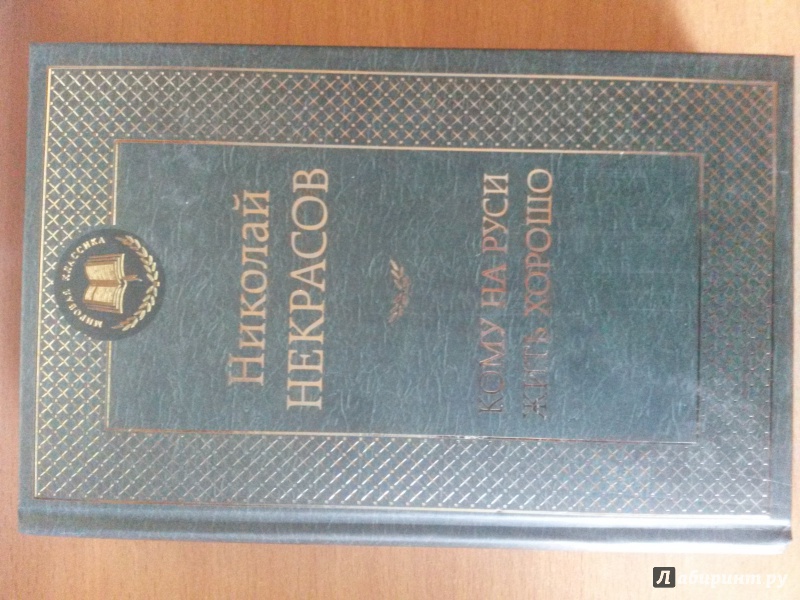 МИРОВАЯ КЛАССИКА
Николай
НЕКРАСОВ
КОМУ НА РУСИ
ЖИТЬ ХОРОШО
Лабиринт.ру